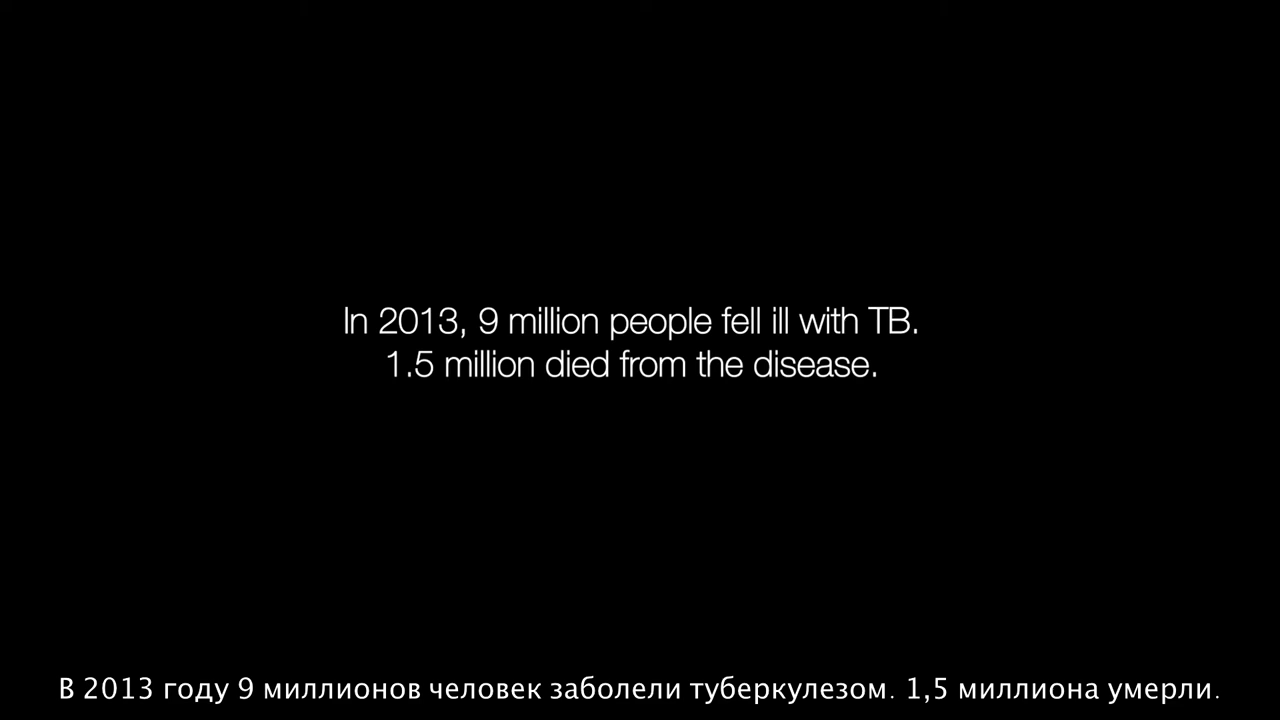 In 2013, 9 million people fell ill with TB.
1.5 million died from the disease.
В 2013 году 9 миллионов человек заболели туберкулезом. 1,5 миллиона умерли.